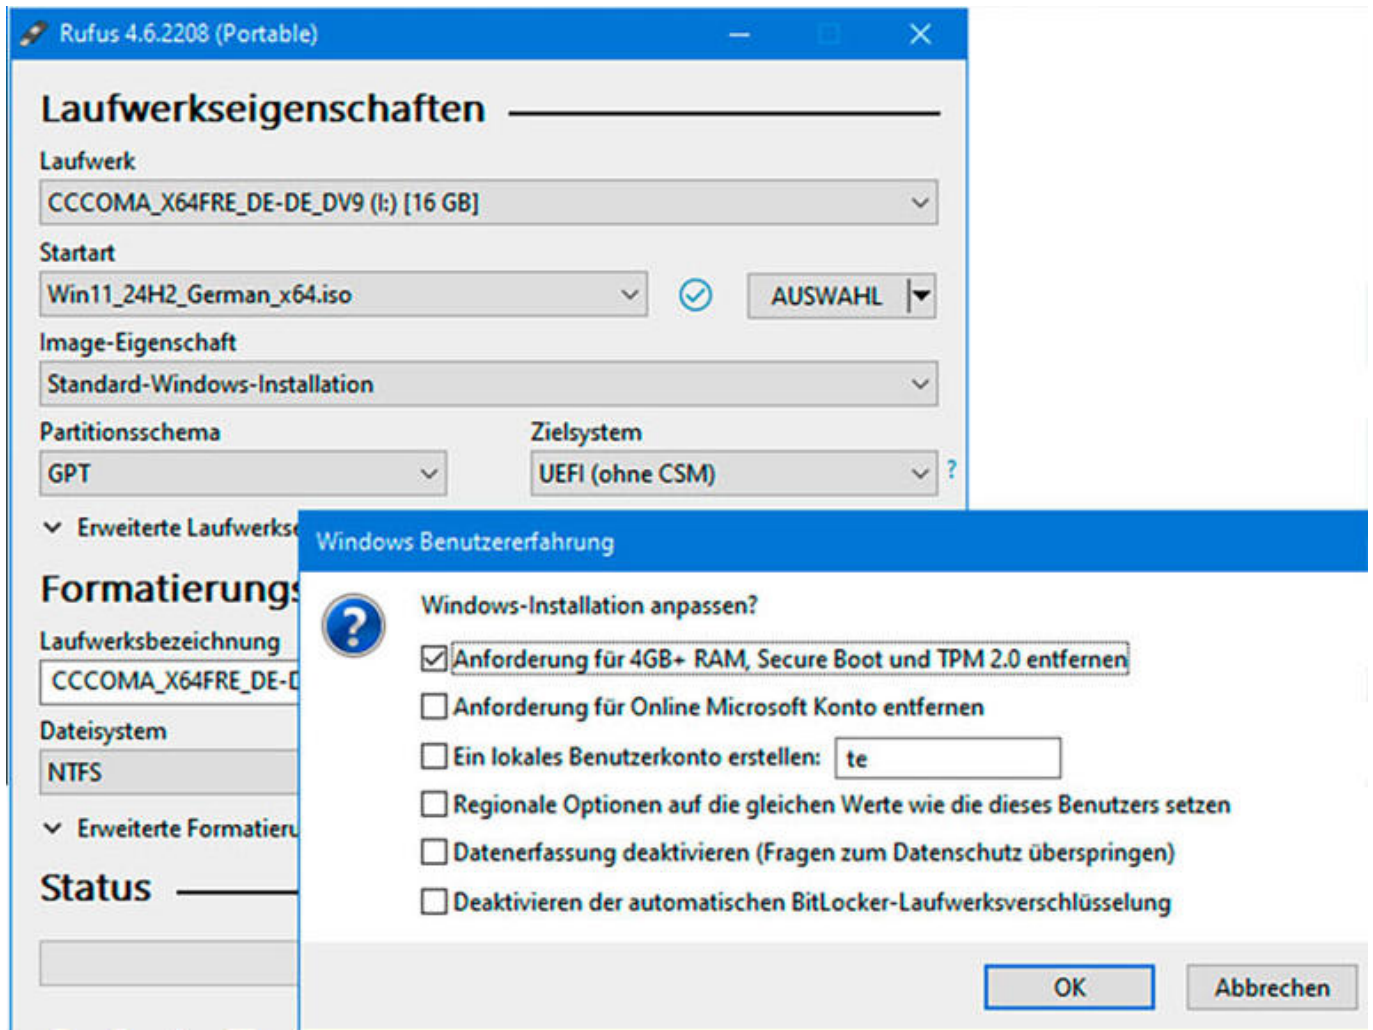 Rufus 4.6.2208 (Portable)
Laufwerkseigenschaften
Laufwerk
CCCOMA_X64FRE_DE-DE_DV9 (I:) [16 GB]
Startart
Win11_24H2_German_x64.iso
AUSWAHL
Image-Eigenschaft
Standard-Windows-Installation
Partitionsschema
Zielsystem
GPT
UEFI (ohne CSM)
?
Erweiterte Laufwerkse
Formatierungs
Laufwerksbezeichnung
CCCOMA_X64FRE_DE-D
Dateisystem
NTFS
Erweiterte Formatieru
Status
Windows Benutzererfahrung
?
Windows-Installation anpassen?
Anforderung für 4GB+ RAM, Secure Boot und TPM 2.0 entfernen
Anforderung für Online Microsoft Konto entfernen
Ein lokales Benutzerkonto erstellen: te
Regionale Optionen auf die gleichen Werte wie die dieses Benutzers setzen
Datenerfassung deaktivieren (Fragen zum Datenschutz überspringen)
Deaktivieren der automatischen BitLocker-Laufwerksverschlüsselung
OK
Abbrechen